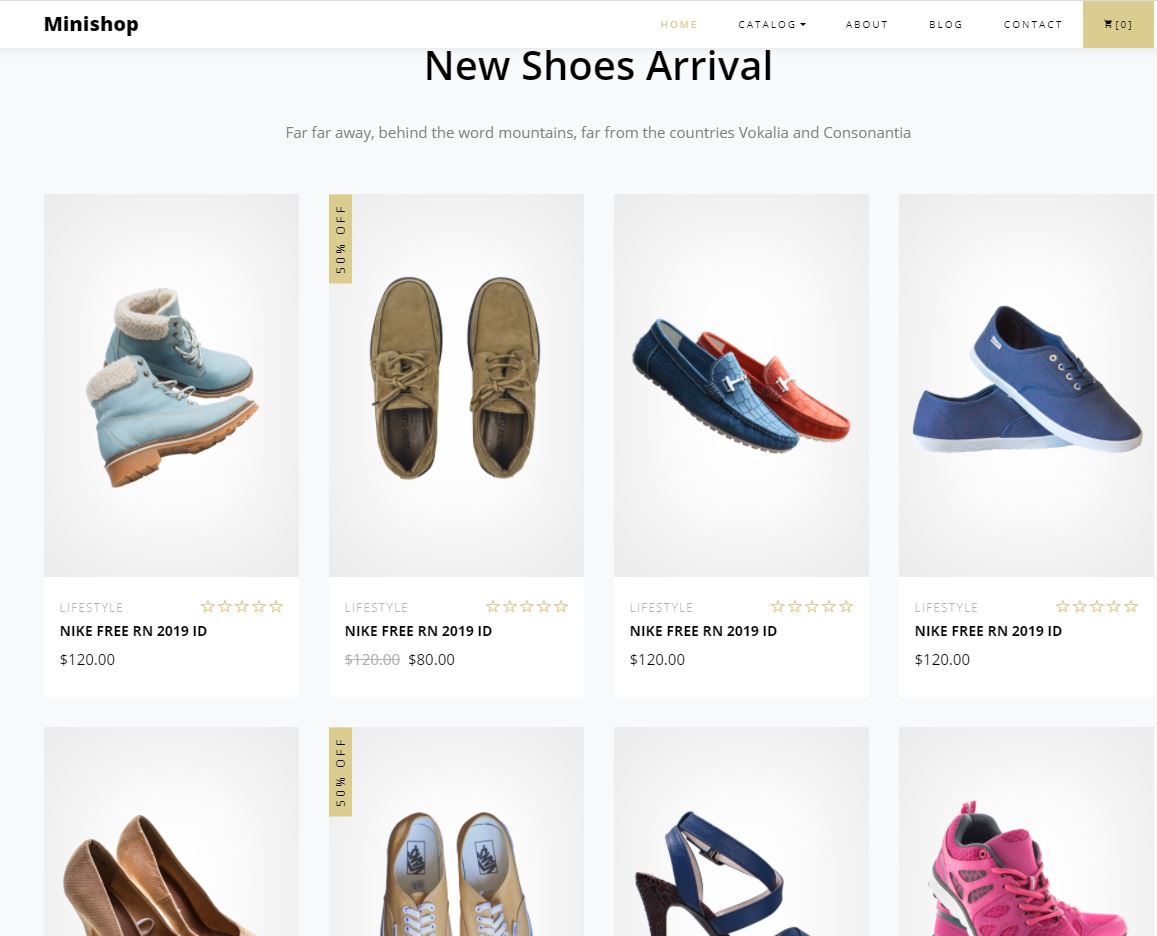 Minishop
HOME CATALOG ABOUT BLOG CONTACT [0]
New Shoes Arrival
Far far away, behind the word mountains, far from the countries Vokalia and Consonantia
50% OFF
LIFESTYLE
NIKE FREE RN 2019 ID
$120.00
LIFESTYLE
NIKE FREE RN 2019 ID
$120.00 $80.00
LIFESTYLE
NIKE FREE RN 2019 ID
$120.00
LIFESTYLE
NIKE FREE RN 2019 ID
$120.00
50% OFF
VANS
VANS